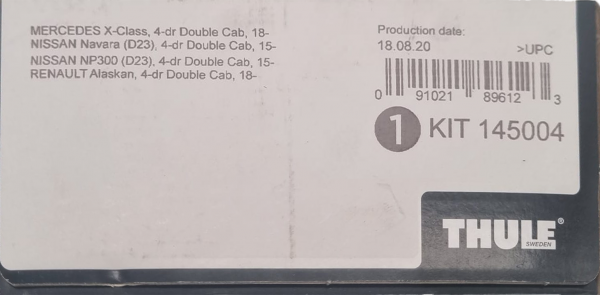 MERCEDES X-Class, 4-dr Double Cab, 18-
NISSAN Navara (D23), 4-dr Double Cab, 15-
NISSAN NP300 (D23), 4-dr Double Cab, 15-
RENAULT Alaskan, 4-dr Double Cab, 18-
Production date:
18.08.20 >UPC
0 91021 89612 3
1 KIT 145004
THULE®
SWEDEN